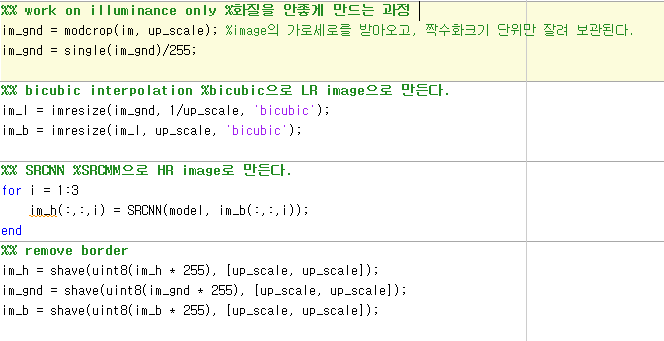 %% work on illuminance only %화질을 안좋게 만드는 과정
im_gnd = modcrop(im, up_scale); %image의 가로세로를 받아오고, 짝수화크기 단위만 잘려 보관된다.
im_gnd = single(im_gnd)/255;
%% bicubic interpolation %bicubic으로 LR image으로 만든다.
im_l = imresize(im_gnd, 1/up_scale, 'bicubic');
im_b = imresize(im_l, up_scale, 'bicubic');
%% SRCNN %SRCMM으로 HR image로 만든다.
for i = 1:3
im_h(:,:,i) = SRCNN(model, im_b(:,:,i));
end
%% remove border
im_h = shave(uint8(im_h * 255), [up_scale, up_scale]);
im_gnd = shave(uint8(im_gnd * 255), [up_scale, up_scale]);
im_b = shave(uint8(im_b * 255), [up_scale, up_scale]);